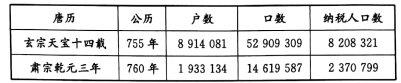 唐历 公历 户数 口数 纳税人口数
玄宗天宝十四载 755年 8 914 081 52 909 309 8 208 321
肃宗乾元三年 760年 1 933 134 14 619 587 2 370 799